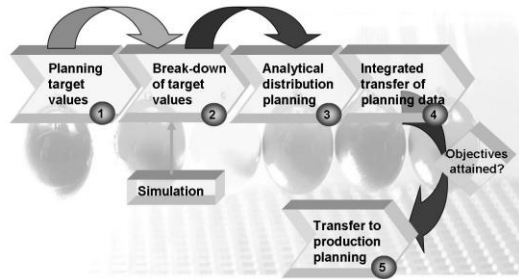 Planning
target
values
1
Break-down
of target
values
2
Analytical
distribution
planning
3
Integrated
transfer of
planning data
4
Simulation
Objectives
attained?
Transfer to
production
planning
5